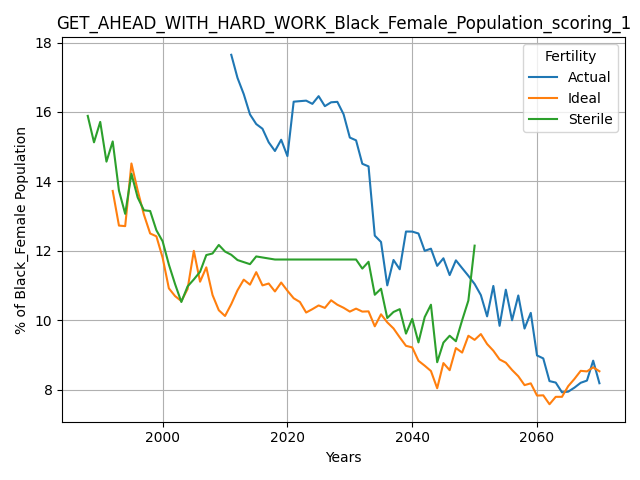 GET_AHEAD_WITH_HARD_WORK_Black_Female_Population_scoring_1
% of Black_Female Population
18
16
14
12
10
8
Fertility
Actual
Ideal
Sterile
2000
2020
2040
2060
Years